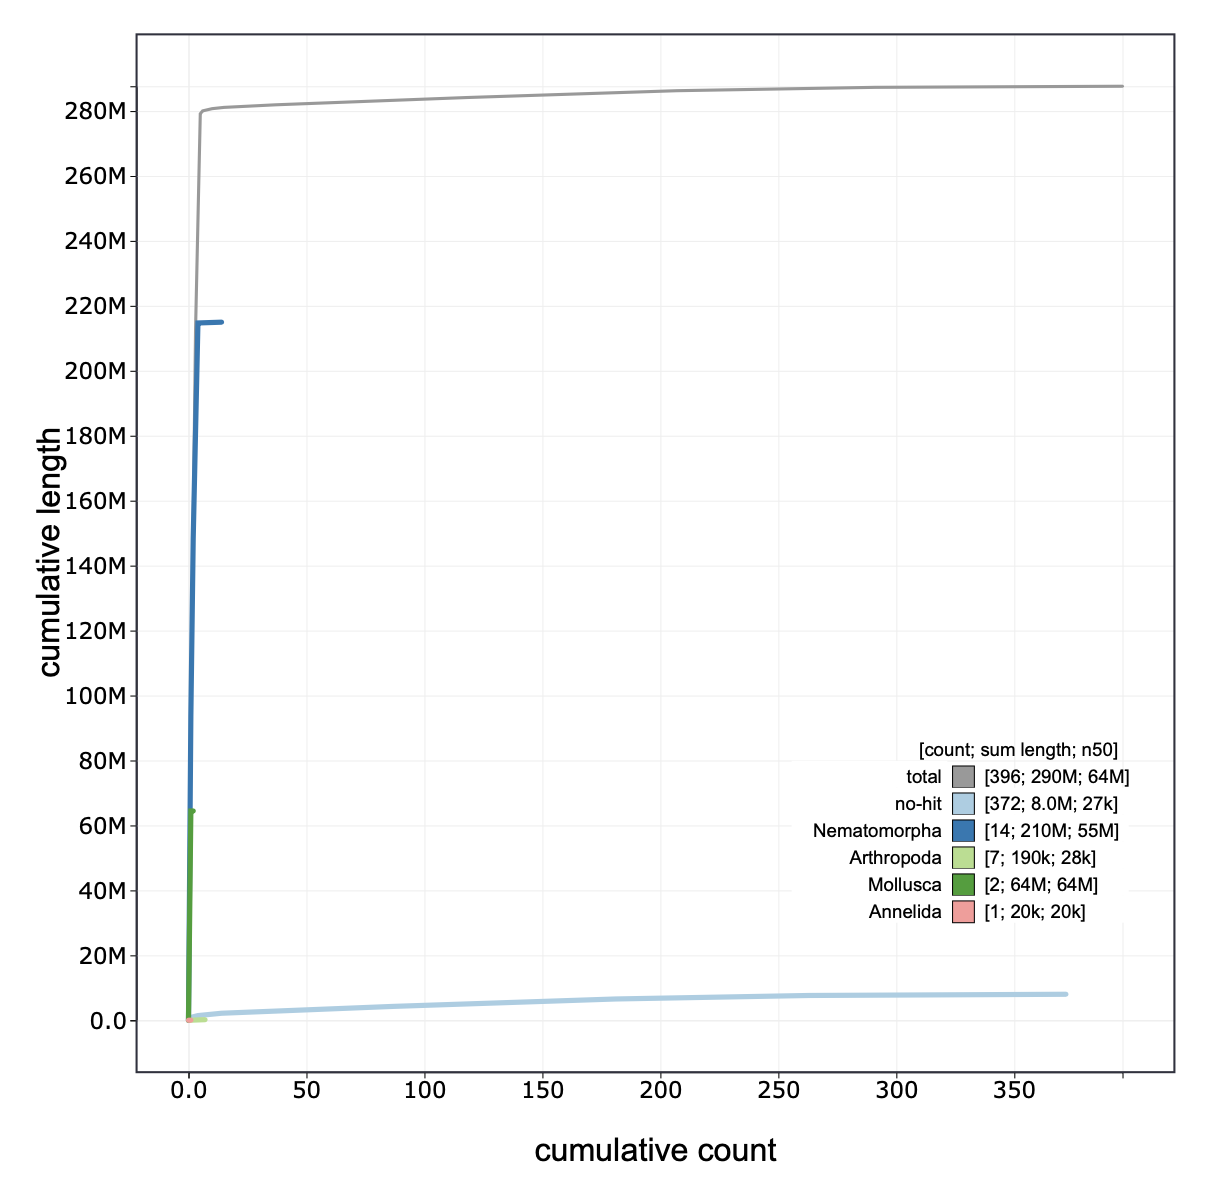 280M
260M
240M
220M
200M
180M
160M
140M
120M
100M
80M
60M
40M
20M
0.0
cumulative length
[count; sum length; n50]
total [396; 290M; 64M]
no-hit [372; 8.0M; 27k]
Nematomorpha [14; 210M; 55M]
Arthropoda [7; 190k; 28k]
Mollusca [2; 64M; 64M]
Annelida [1; 20k; 20k]
0.0 50 100 150 200 250 300 350
cumulative count